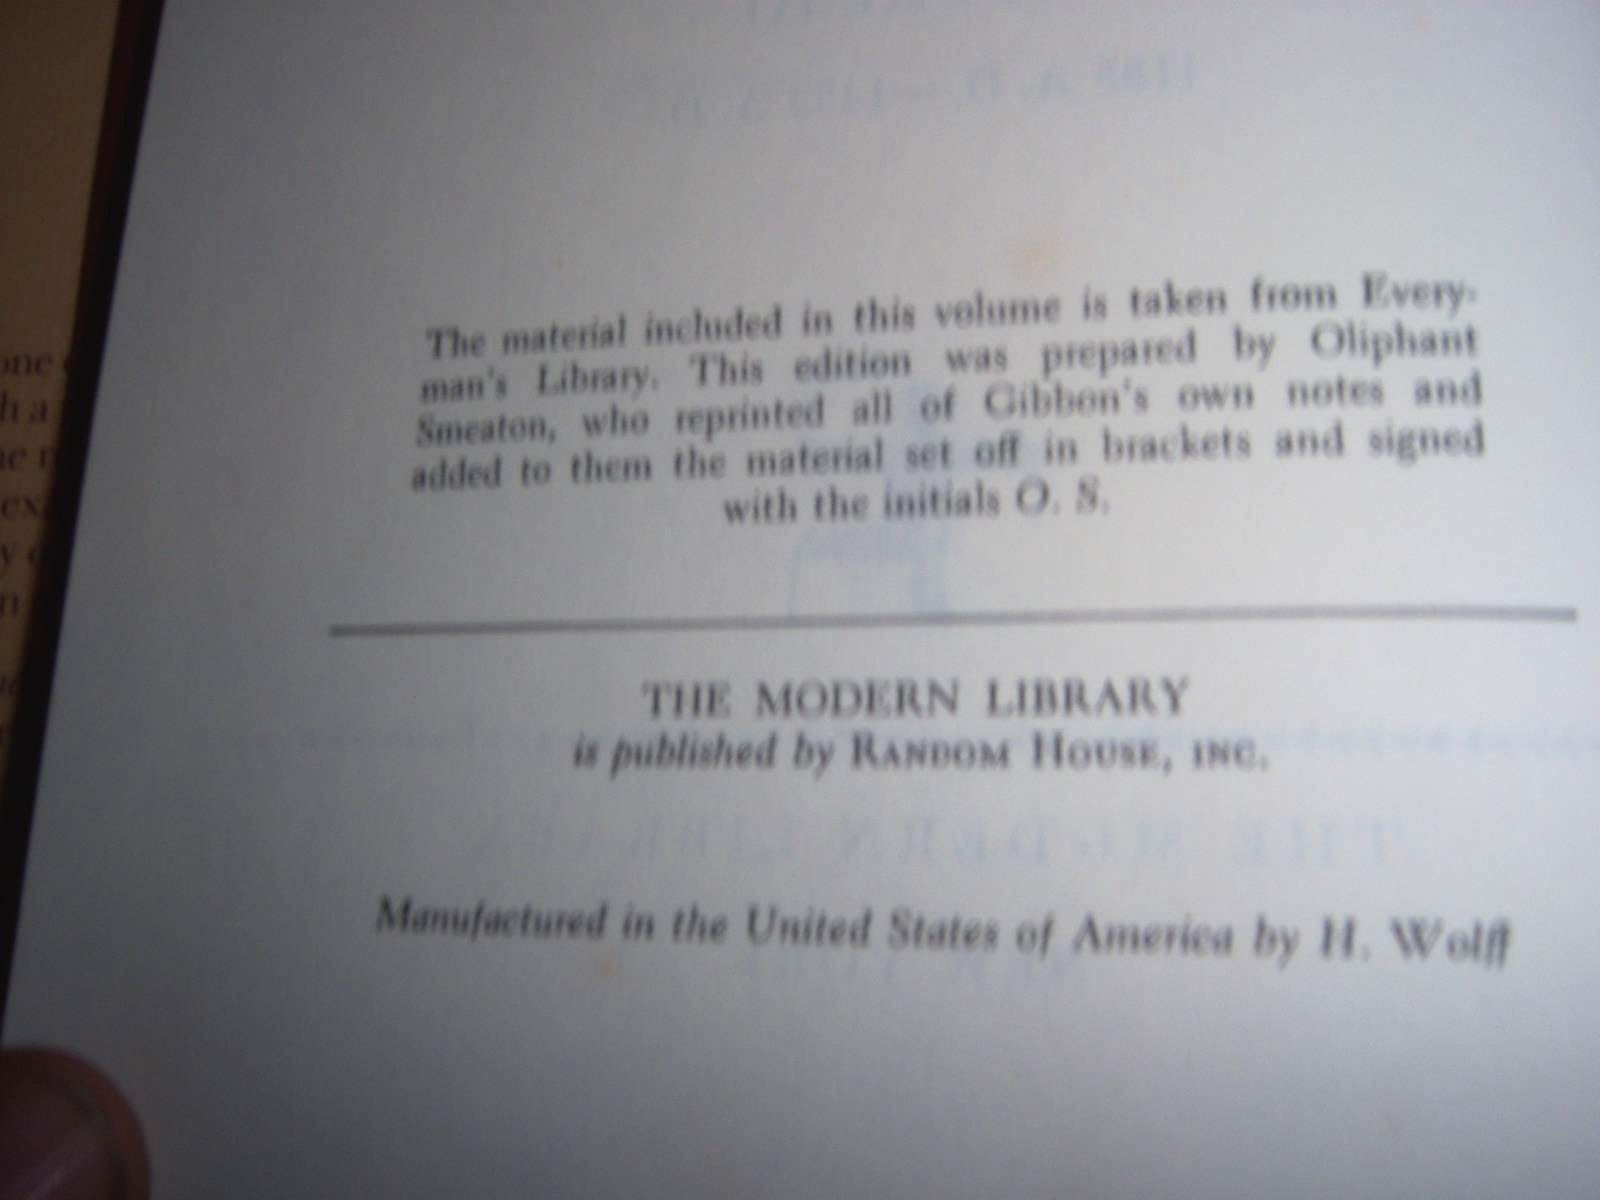 The material included in this volume is taken from Every-
man's Library. This edition was prepared by Oliphant
Smeaton, who reprinted all of Gibbon's own notes and
added to them the material set off in brackets and signed
with the initials O. S.
THE MODERN LIBRARY
is published by RANDOM HOUSE, INC.
Manufactured in the United States of America by H. Wolff